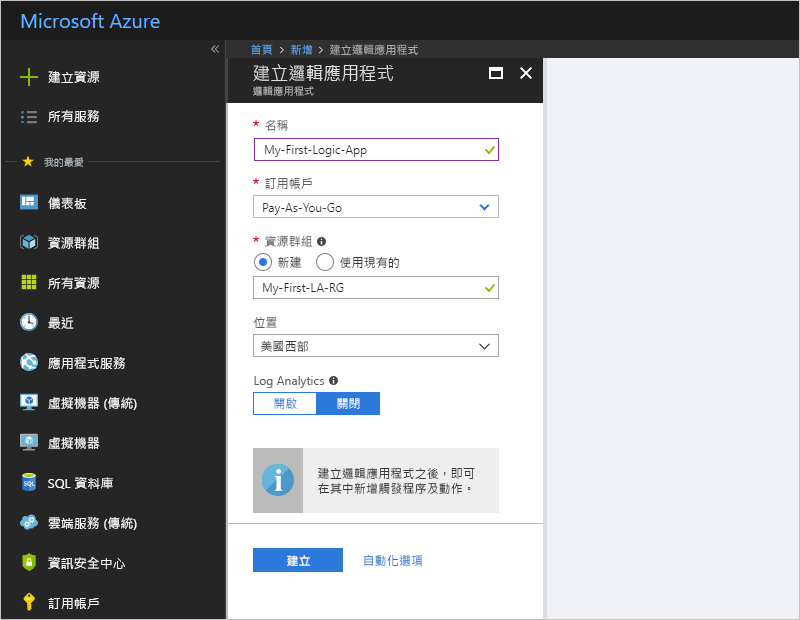 Microsoft Azure
«
首頁 > 新增 > 建立邏輯應用程式
建立資源
所有服務
我的最愛
儀表板
資源群組
所有資源
最近
應用程式服務
虛擬機器 (傳統)
虛擬機器
SQL 資料庫
雲端服務 (傳統)
資訊安全中心
訂用帳戶
建立邏輯應用程式
邏輯應用程式
* 名稱
My-First-Logic-App
* 訂用帳戶
Pay-As-You-Go
* 資源群組
新建 使用現有的
My-First-LA-RG
位置
美國西部
Log Analytics
開啟 關閉
建立邏輯應用程式之後，即可
在其中新增觸發程序及動作。
建立 自動化選項